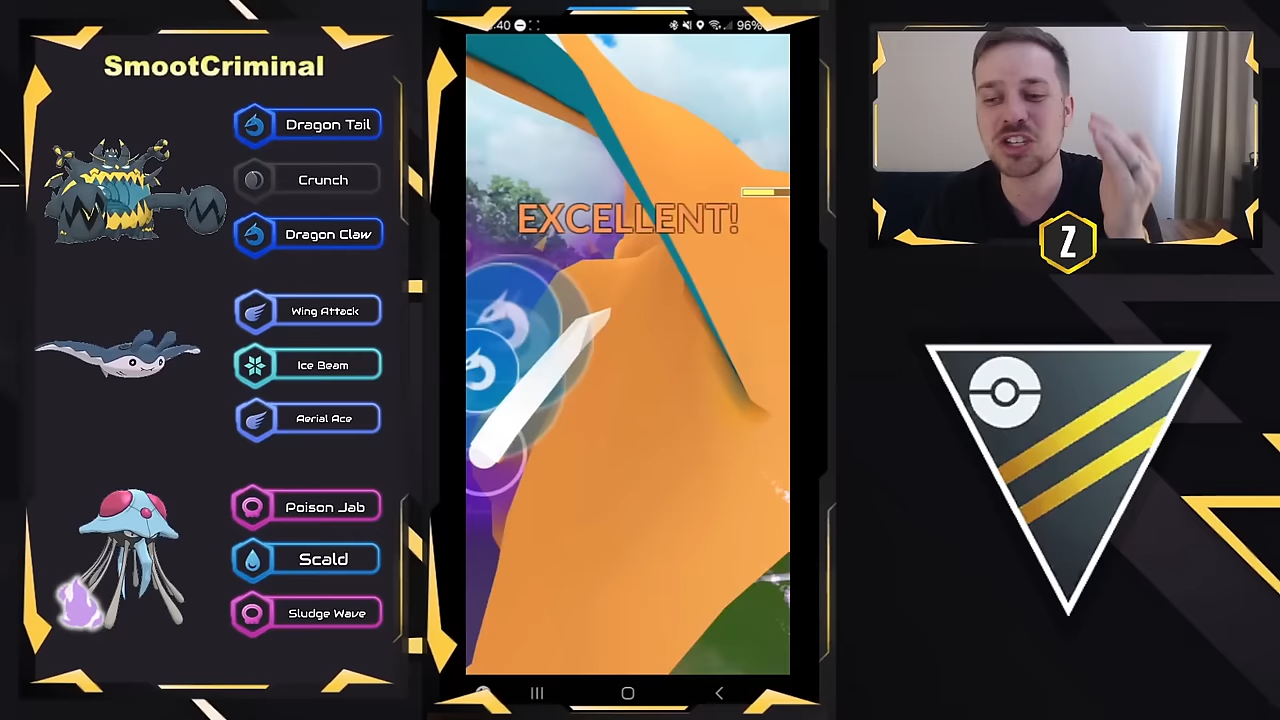 SmootCriminal
Dragon Tail
Crunch
Dragon Claw
Wing Attack
Ice Beam
Aerial Ace
Poison Jab
Scald
Sludge Wave
:40
96%
EXCELLENT!
Z